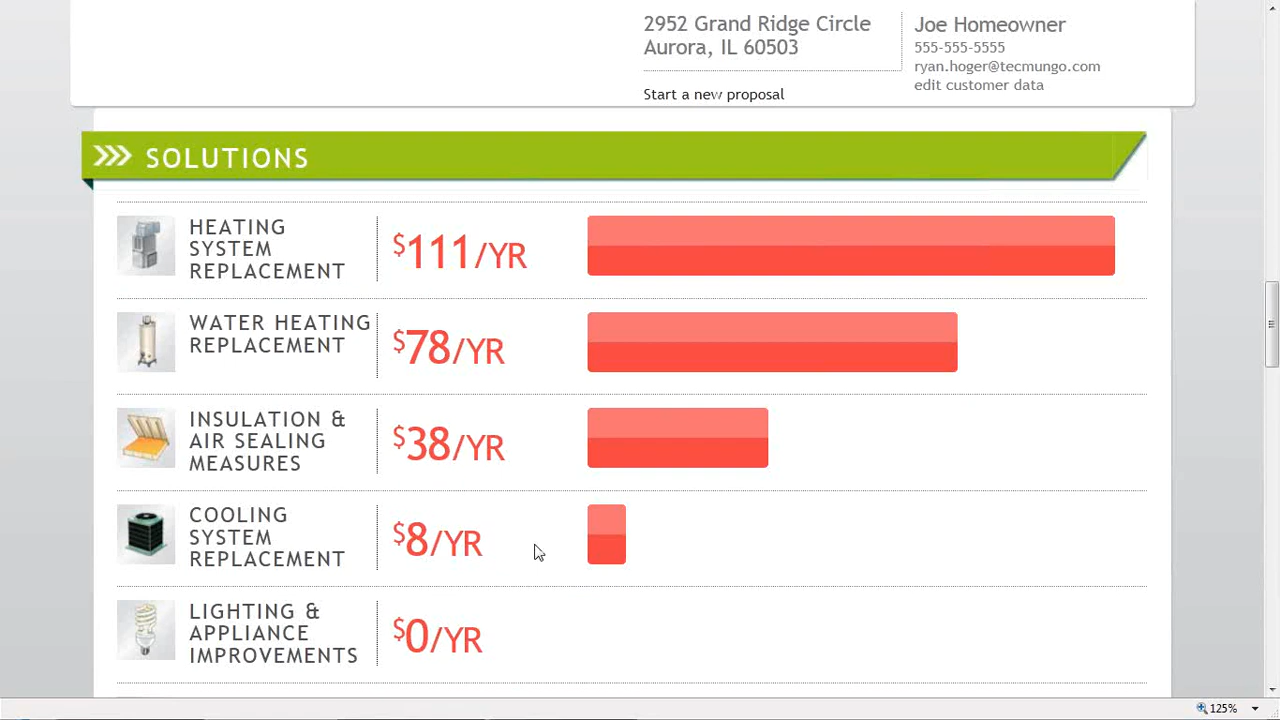 2952 Grand Ridge Circle
Aurora, IL 60503
Start a new proposal
Joe Homeowner
555-555-5555
ryan.hoger@tecmungo.com
edit customer data
SOLUTIONS
HEATING
SYSTEM
REPLACEMENT
$111/YR
WATER HEATING
REPLACEMENT
$78/YR
INSULATION &
AIR SEALING
MEASURES
$38/YR
COOLING
SYSTEM
REPLACEMENT
$8/YR
LIGHTING &
APPLIANCE
IMPROVEMENTS
$0/YR
125%